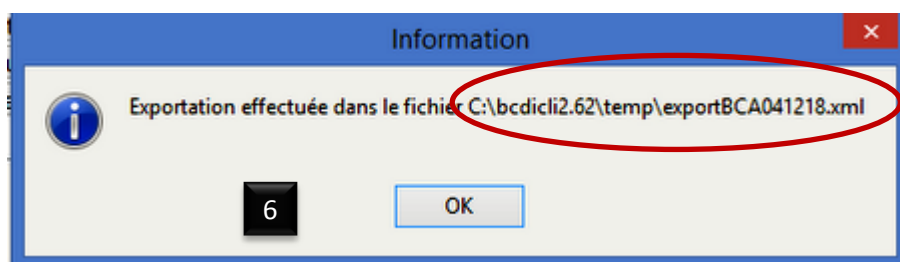 Information
Exportation effectuée dans le fichier C:\bcdicli2.62\temp\exportBCA041218.xml
6
OK